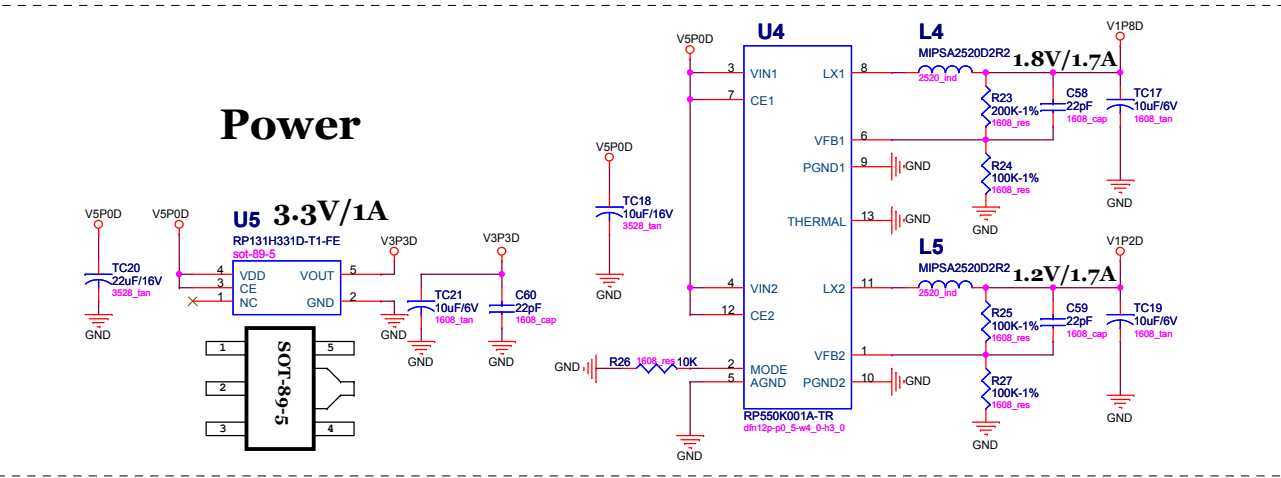 Power
V5P0D
TC20
22uF/16V
3528_tan
GND
V5P0D
U5
3.3V/1A
RP131H331D-T1-FE
sot-89-5
4
VDD
3
CE
1
NC
VOUT
5
GND
2
V3P3D
GND
TC21
10uF/6V
1608_tan
GND
V3P3D
C60
22pF
1608_cap
GND
SOT-89-5
1
2
3
5
4
V5P0D
TC18
10uF/16V
3528_tan
GND
V5P0D
U4
3
VIN1
7
CE1
4
VIN2
12
CE2
2
MODE
5
AGND
LX1
8
VFB1
6
PGND1
9
GND
THERMAL
13
GND
LX2
11
VFB2
1
PGND2
10
GND
RP550K001A-TR
dfn12p-p0_5-w4_0-h3_0
GND
R26
1608_res
10K
GND
L4
MIPSA2520D2R2
2520_ind
1.8V/1.7A
V1P8D
R23
200K-1%
1608_res
C58
22pF
1608_cap
TC17
10uF/6V
1608_tan
R24
100K-1%
1608_res
GND
GND
L5
MIPSA2520D2R2
2520_ind
1.2V/1.7A
V1P2D
R25
100K-1%
1608_res
C59
22pF
1608_cap
TC19
10uF/6V
1608_tan
R27
100K-1%
1608_res
GND
GND